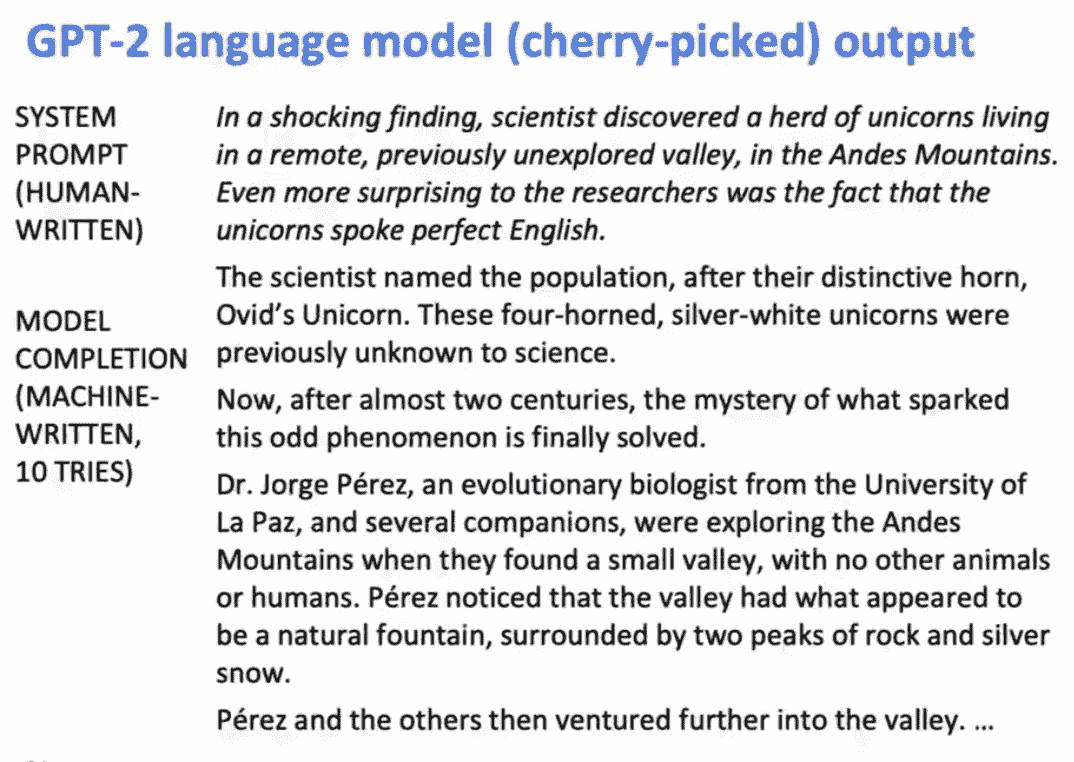 GPT-2 language model (cherry-picked) output
SYSTEM
PROMPT
(HUMAN-
WRITTEN)
In a shocking finding, scientist discovered a herd of unicorns living
in a remote, previously unexplored valley, in the Andes Mountains.
Even more surprising to the researchers was the fact that the
unicorns spoke perfect English.
MODEL
COMPLETION
(MACHINE-
WRITTEN,
10 TRIES)
The scientist named the population, after their distinctive horn,
Ovid's Unicorn. These four-horned, silver-white unicorns were
previously unknown to science.
Now, after almost two centuries, the mystery of what sparked
this odd phenomenon is finally solved.
Dr. Jorge Pérez, an evolutionary biologist from the University of
La Paz, and several companions, were exploring the Andes
Mountains when they found a small valley, with no other animals
or humans. Pérez noticed that the valley had what appeared to
be a natural fountain, surrounded by two peaks of rock and silver
snow.
Pérez and the others then ventured further into the valley. ...